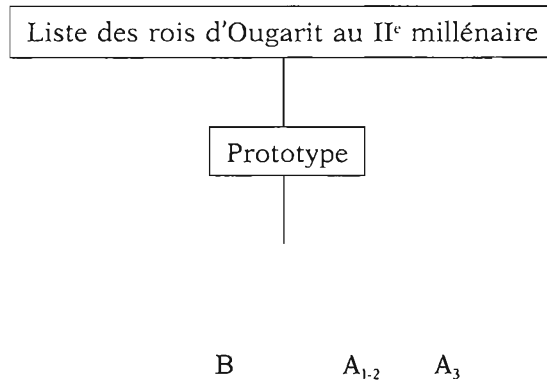 Liste des rois d'Ougarit au IIᵉ millénaire
Prototype
B A₁₋₂ A₃